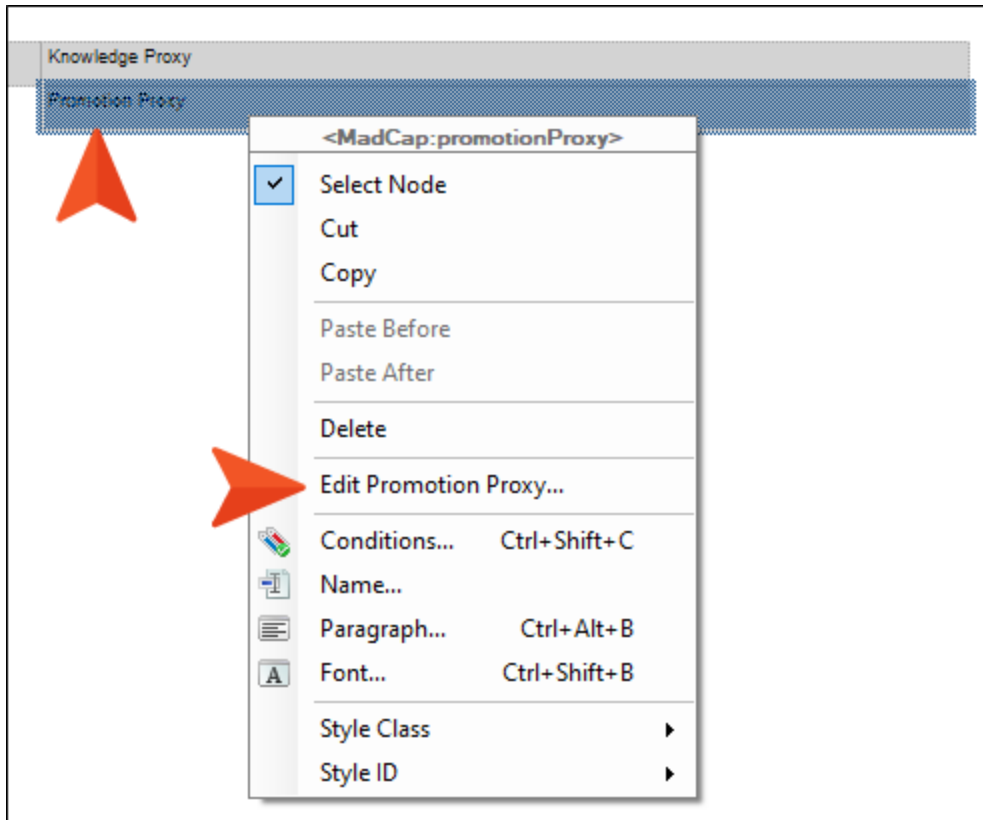 Knowledge Proxy
Promotion Proxy
<MadCap:promotionProxy>
Select Node
Cut
Copy
Paste Before
Paste After
Delete
Edit Promotion Proxy...
Conditions... Ctrl+Shift+C
Name...
Paragraph... Ctrl+Alt+B
Font... Ctrl+Shift+B
Style Class
Style ID